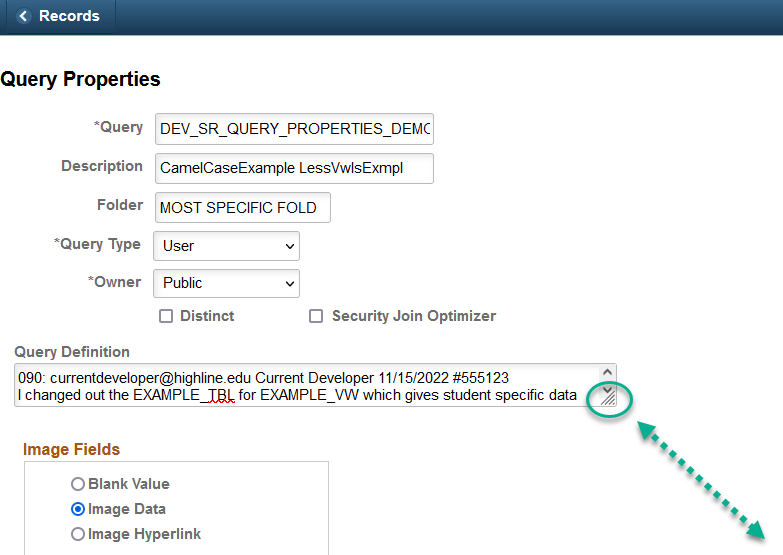 Records
Query Properties
*Query DEV_SR_QUERY_PROPERTIES_DEMO
Description CamelCaseExample LessVwlsExmpl
Folder MOST SPECIFIC FOLD
*Query Type User
*Owner Public
Distinct Security Join Optimizer
Query Definition
090: currentdeveloper@highline.edu Current Developer 11/15/2022 #555123
I changed out the EXAMPLE_TBL for EXAMPLE_VW which gives student specific data
Image Fields
Blank Value
Image Data
Image Hyperlink